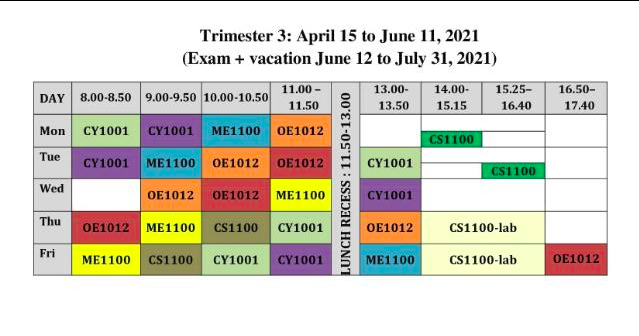 Trimester 3: April 15 to June 11, 2021
(Exam + vacation June 12 to July 31, 2021)
DAY 8.00-8.50 9.00-9.50 10.00-10.50 11.00 – 11.50 LUNCH RECESS : 11.50-13.00 13.00-13.50 14.00-15.15 15.25–16.40 16.50–17.40
Mon CY1001 CY1001 ME1100 OE1012 CS1100
Tue CY1001 ME1100 OE1012 OE1012 CY1001 CS1100
Wed OE1012 OE1012 ME1100 CY1001
Thu OE1012 ME1100 CS1100 CY1001 OE1012 CS1100-lab
Fri ME1100 CS1100 CY1001 CY1001 ME1100 CS1100-lab OE1012